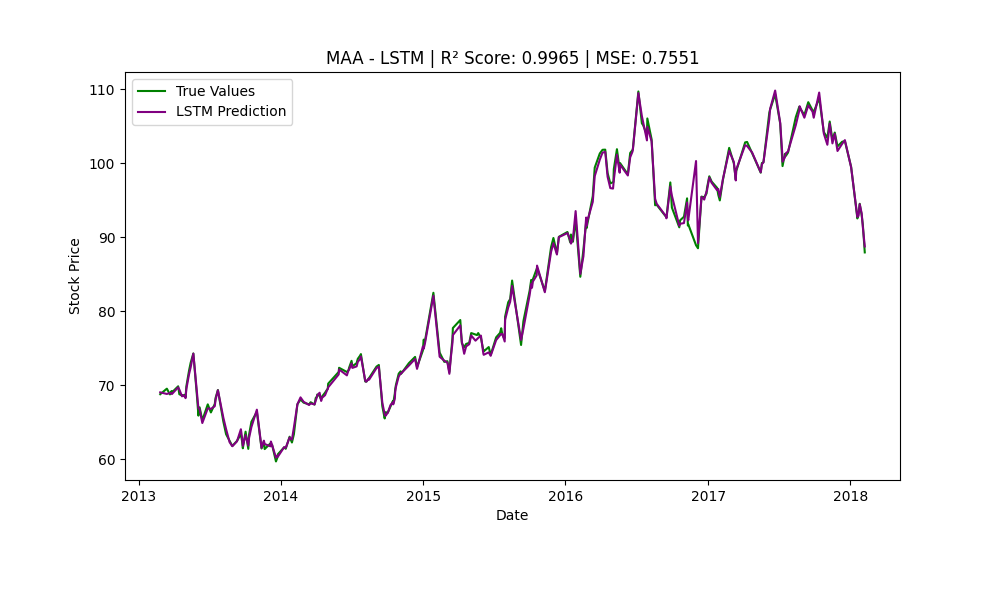 MAA - LSTM | R² Score: 0.9965 | MSE: 0.7551
True Values
LSTM Prediction
110
100
90
80
70
60
Stock Price
2013 2014 2015 2016 2017 2018
Date